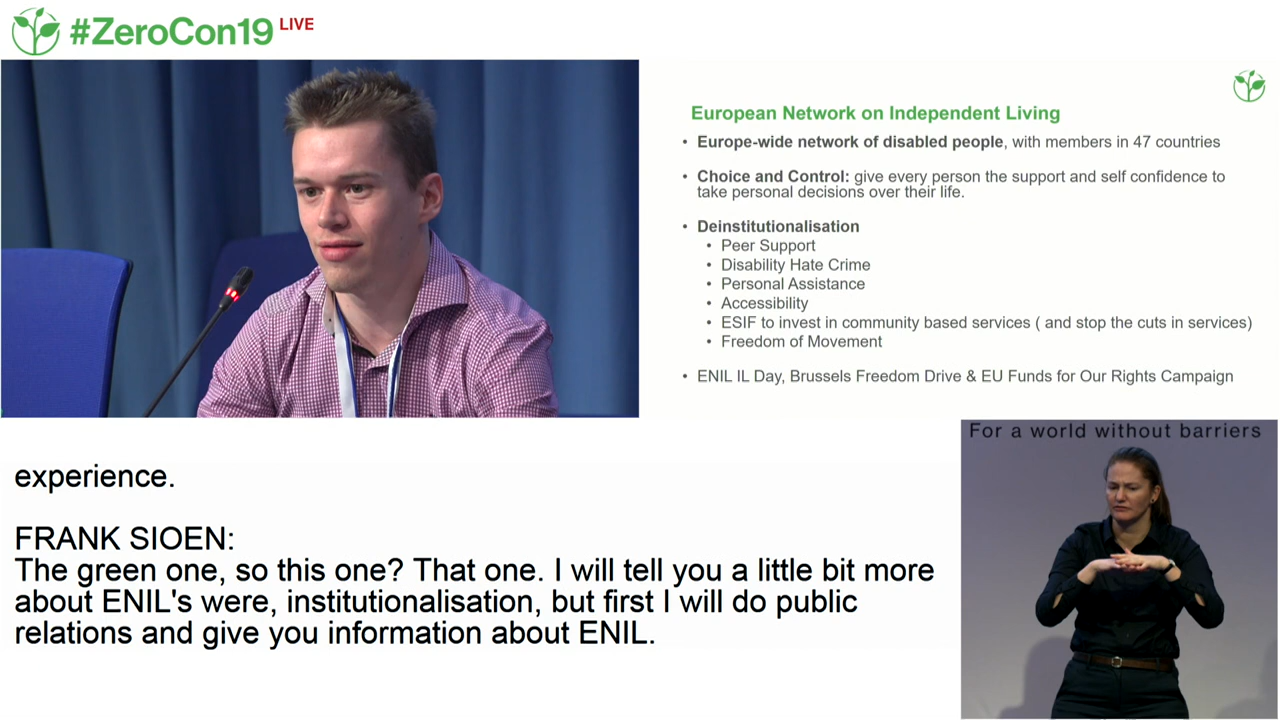 #ZeroCon19 LIVE
European Network on Independent Living
• Europe-wide network of disabled people, with members in 47 countries
• Choice and Control: give every person the support and self confidence to
take personal decisions over their life.
• Deinstitutionalisation
• Peer Support
• Disability Hate Crime
• Personal Assistance
• Accessibility
• ESIF to invest in community based services ( and stop the cuts in services)
• Freedom of Movement
• ENIL IL Day, Brussels Freedom Drive & EU Funds for Our Rights Campaign
experience.
FRANK SIOEN:
The green one, so this one? That one. I will tell you a little bit more
about ENIL's were, institutionalisation, but first I will do public
relations and give you information about ENIL.
For a world without barriers